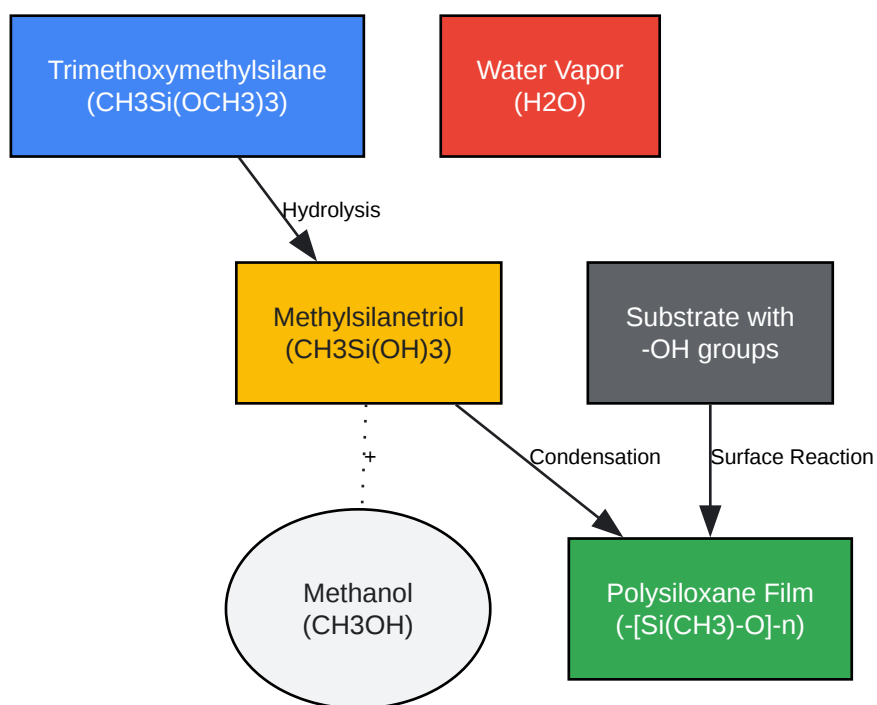 Trimethoxymethylsilane
(CH3Si(OCH3)3)
Water Vapor
(H2O)
Hydrolysis
Methylsilanetriol
(CH3Si(OH)3)
Substrate with
-OH groups
+
Condensation
Surface Reaction
Methanol
(CH3OH)
Polysiloxane Film
(-[Si(CH3)-O]-n)